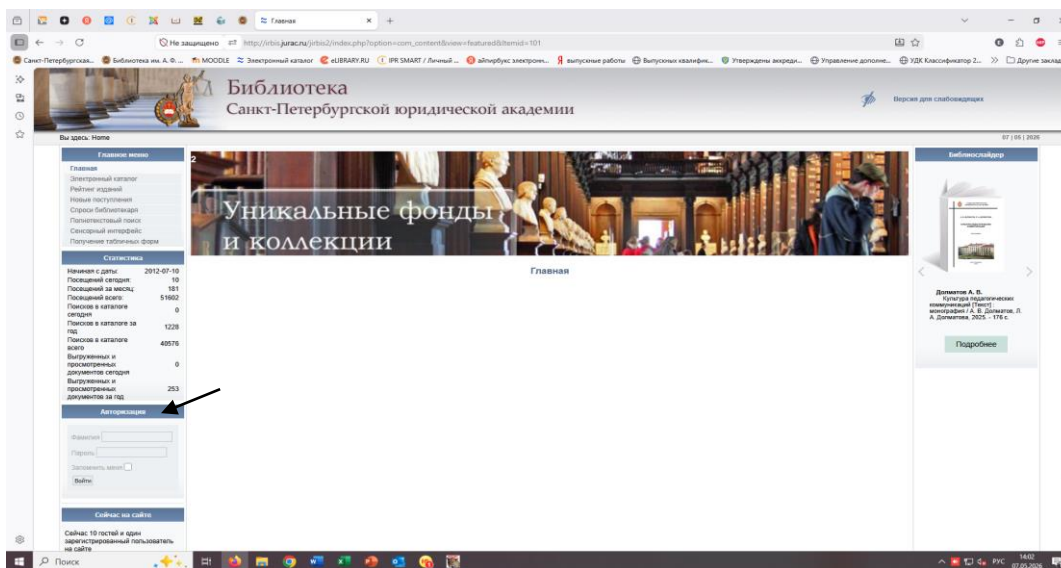 Главная
Не защищено
http://irbis.jurac.ru/jirbis2/index.php?option=com_content&view=featured&Itemid=101
Санкт-Петербургская...
Библиотека им. А. Ф. ...
MOODLE
Электронный каталог
eLIBRARY.RU
IPR SMART / Личный ...
айпирбукс электронн...
выпускные работы
Выпускных квалифик...
Утверждены аккреди...
Управление дополне...
УДК Классификатор 2...
Другие заклад
Библиотека
Санкт-Петербургской юридической академии
Версия для слабовидящих
Вы здесь: Home
07 | 05 | 2026
Главное меню
Главная
Электронный каталог
Рейтинг изданий
Новые поступления
Спроси библиотекаря
Полнотекстовый поиск
Сенсорный интерфейс
Получение табличных форм
Статистика
Начиная с даты: 2012-07-10
Посещений сегодня: 10
Посещений за месяц: 181
Посещений всего: 51602
Поисков в каталоге
сегодня 0
Поисков в каталоге за
год 1228
Поисков в каталоге
всего 40576
Выгруженных и
просмотренных 0
документов сегодня
Выгруженных и
просмотренных 253
документов за год
Авторизация
Фамилия
Пароль
Запомнить меня
Войти
Сейчас на сайте
Сейчас 10 гостей и один
зарегистрированный пользователь
на сайте
2
Уникальные фонды
и коллекции
Главная
Библиослайдер
Долматов А. В.
Культура педагогических
коммуникаций [Текст] :
монография / А. В. Долматов, Л.
А. Долматова, 2025. - 176 с.
Подробнее
Поиск
РУС
14:02
07.05.2026